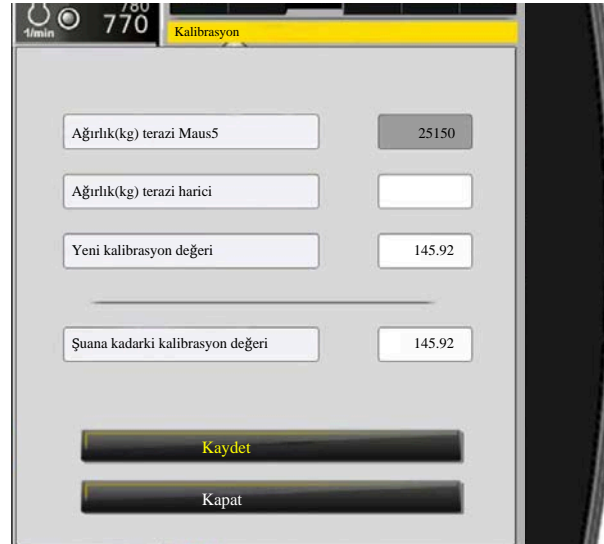 780
1/min 770
Kalibrasyon
Ağırlık(kg) terazi Maus5 25150
Ağırlık(kg) terazi harici
Yeni kalibrasyon değeri 145.92
Şuana kadarki kalibrasyon değeri 145.92
Kaydet
Kapat